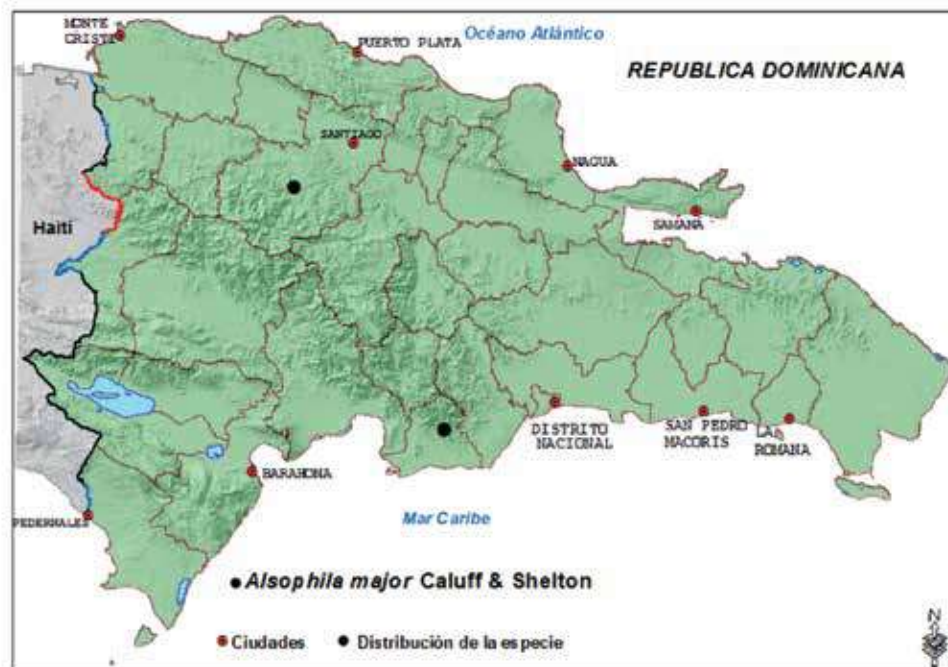 MONTE
CRISTI
PUERTO PLATA
Océano Atlántico
REPUBLICA DOMINICANA
SANTIAGO
NAGUA
SAMANA
Haití
DISTRITO
NACIONAL
SAN PEDRO
MACORIS
LA
ROMANA
BARAHONA
PEDERNALES
Mar Caribe
Alsophila major Caluff & Shelton
Ciudades
Distribución de la especie
N